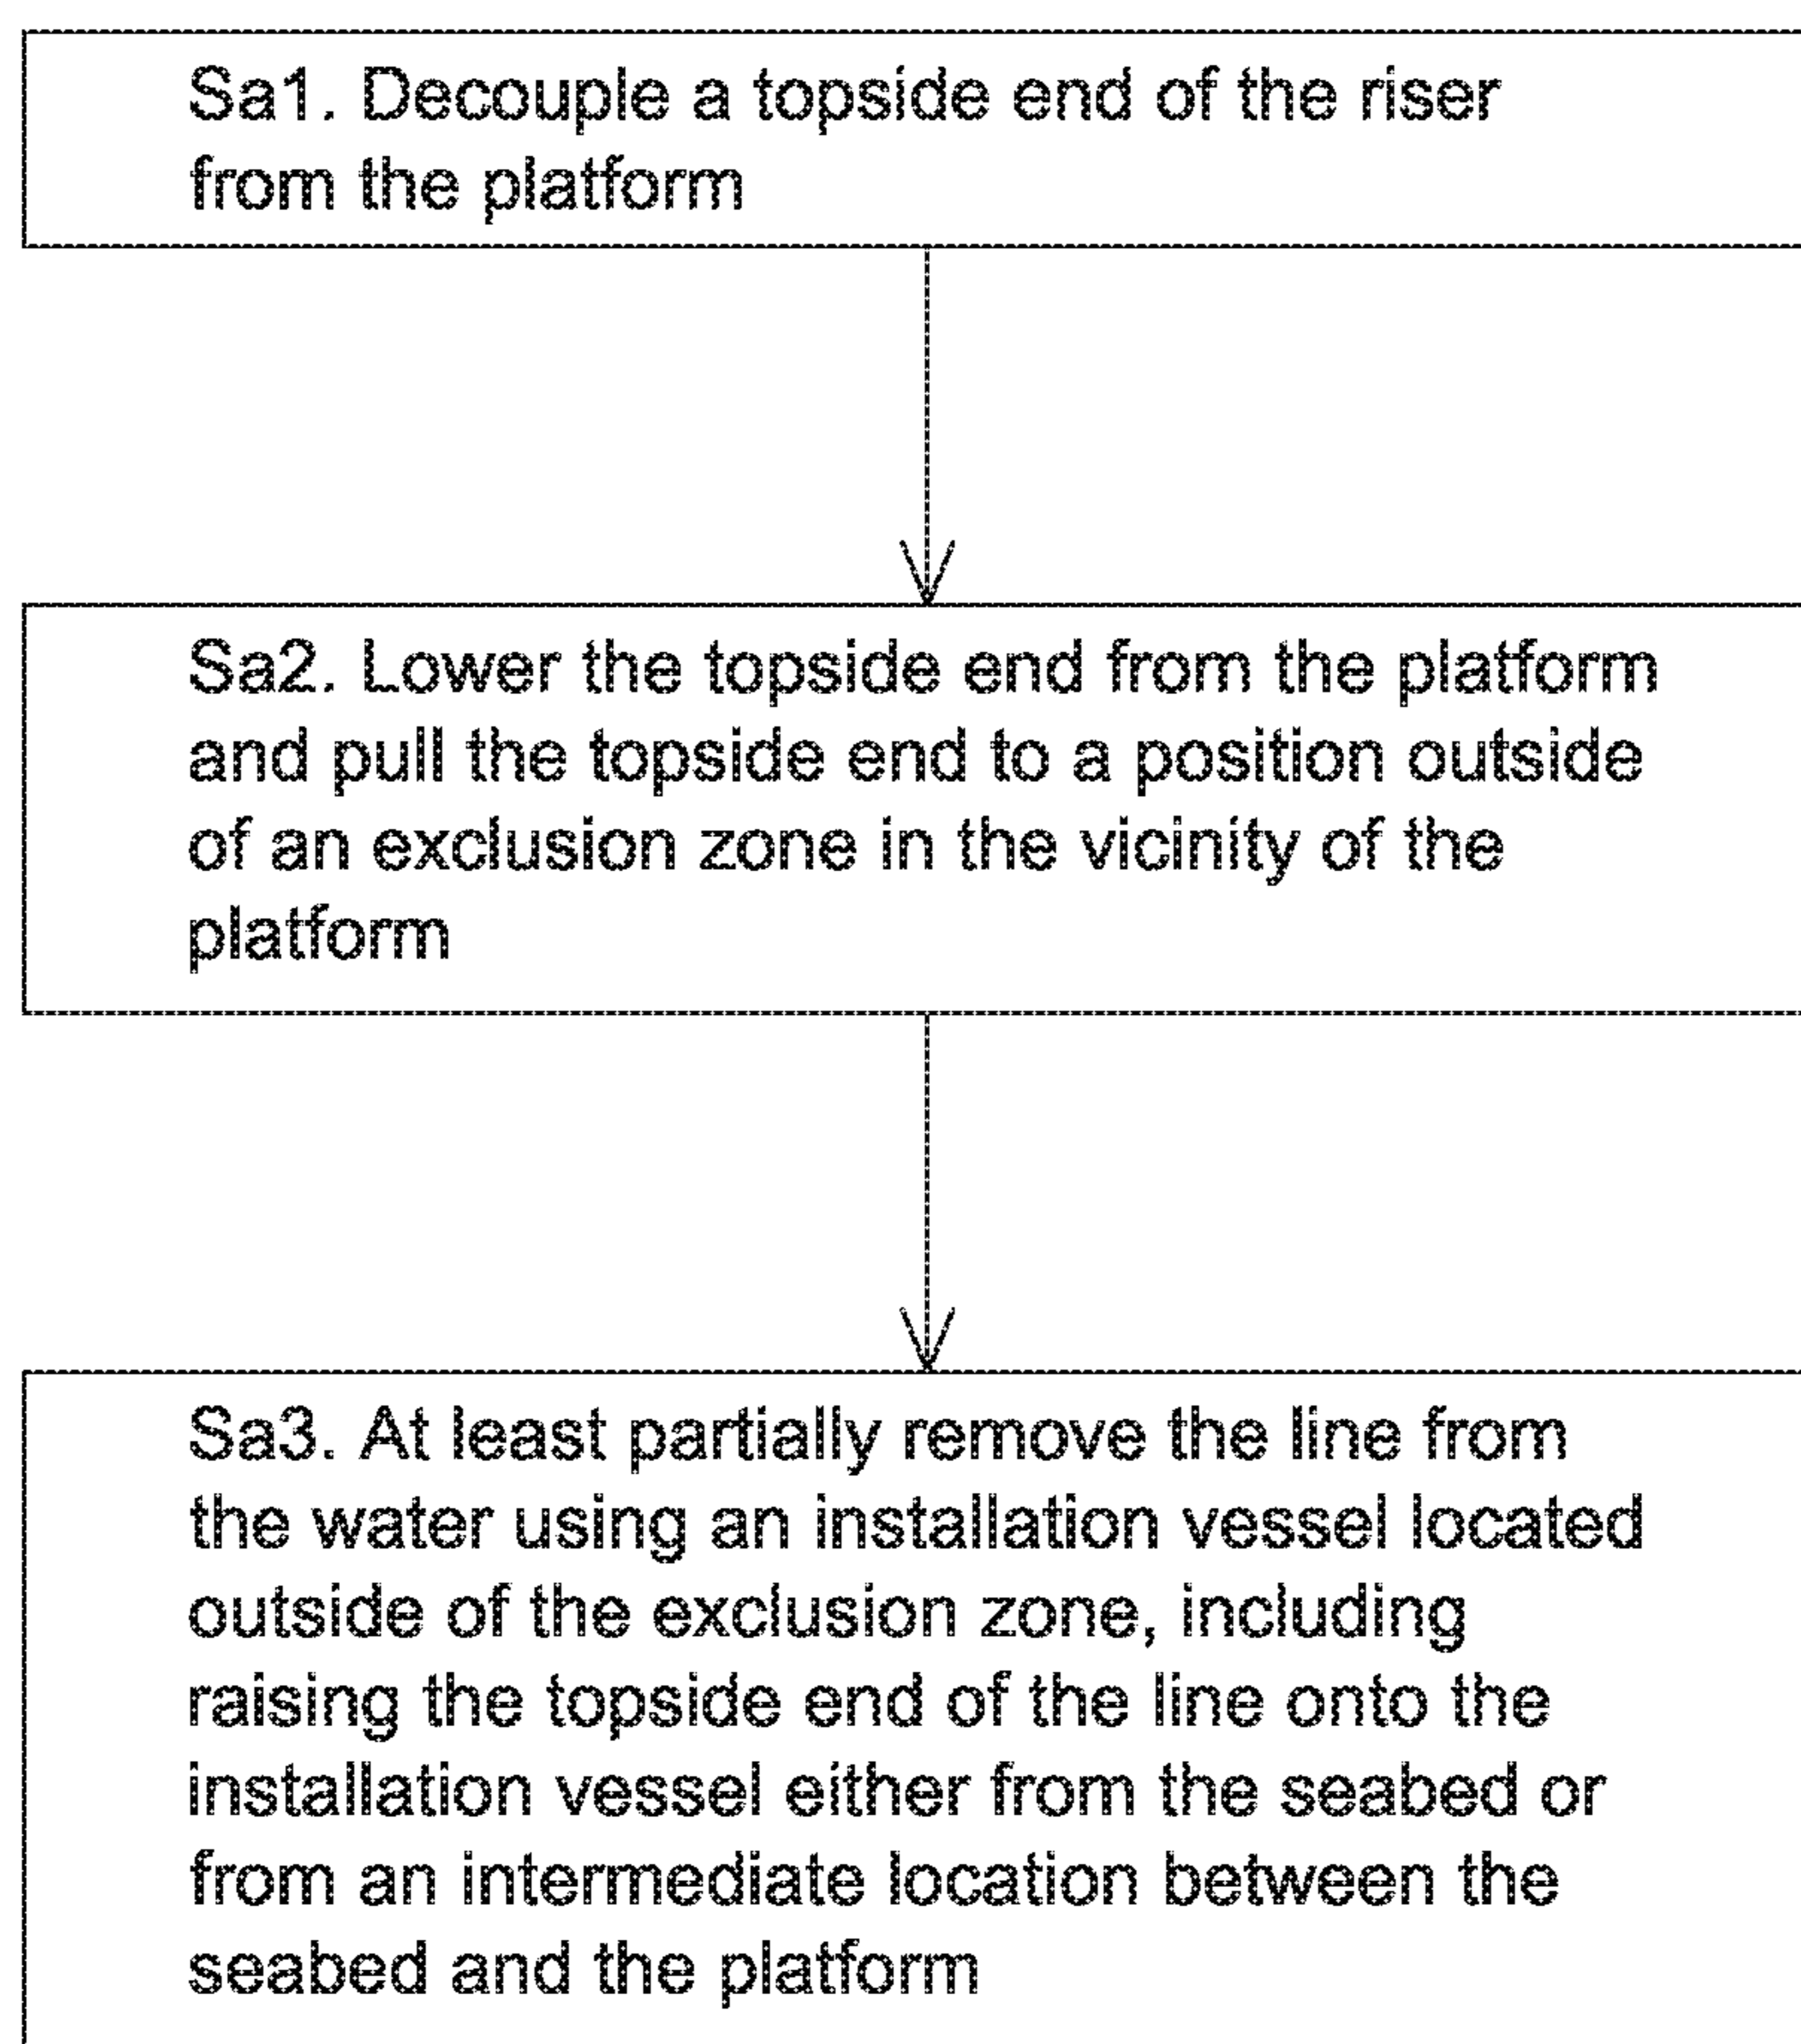 Sa1. Decouple a topside end of the riser
from the platform
Sa2. Lower the topside end from the platform
and pull the topside end to a position outside
of an exclusion zone in the vicinity of the
platform
Sa3. At least partially remove the line from
the water using an installation vessel located
outside of the exclusion zone, including
raising the topside end of the line onto the
installation vessel either from the seabed or
from an intermediate location between the
seabed and the platform